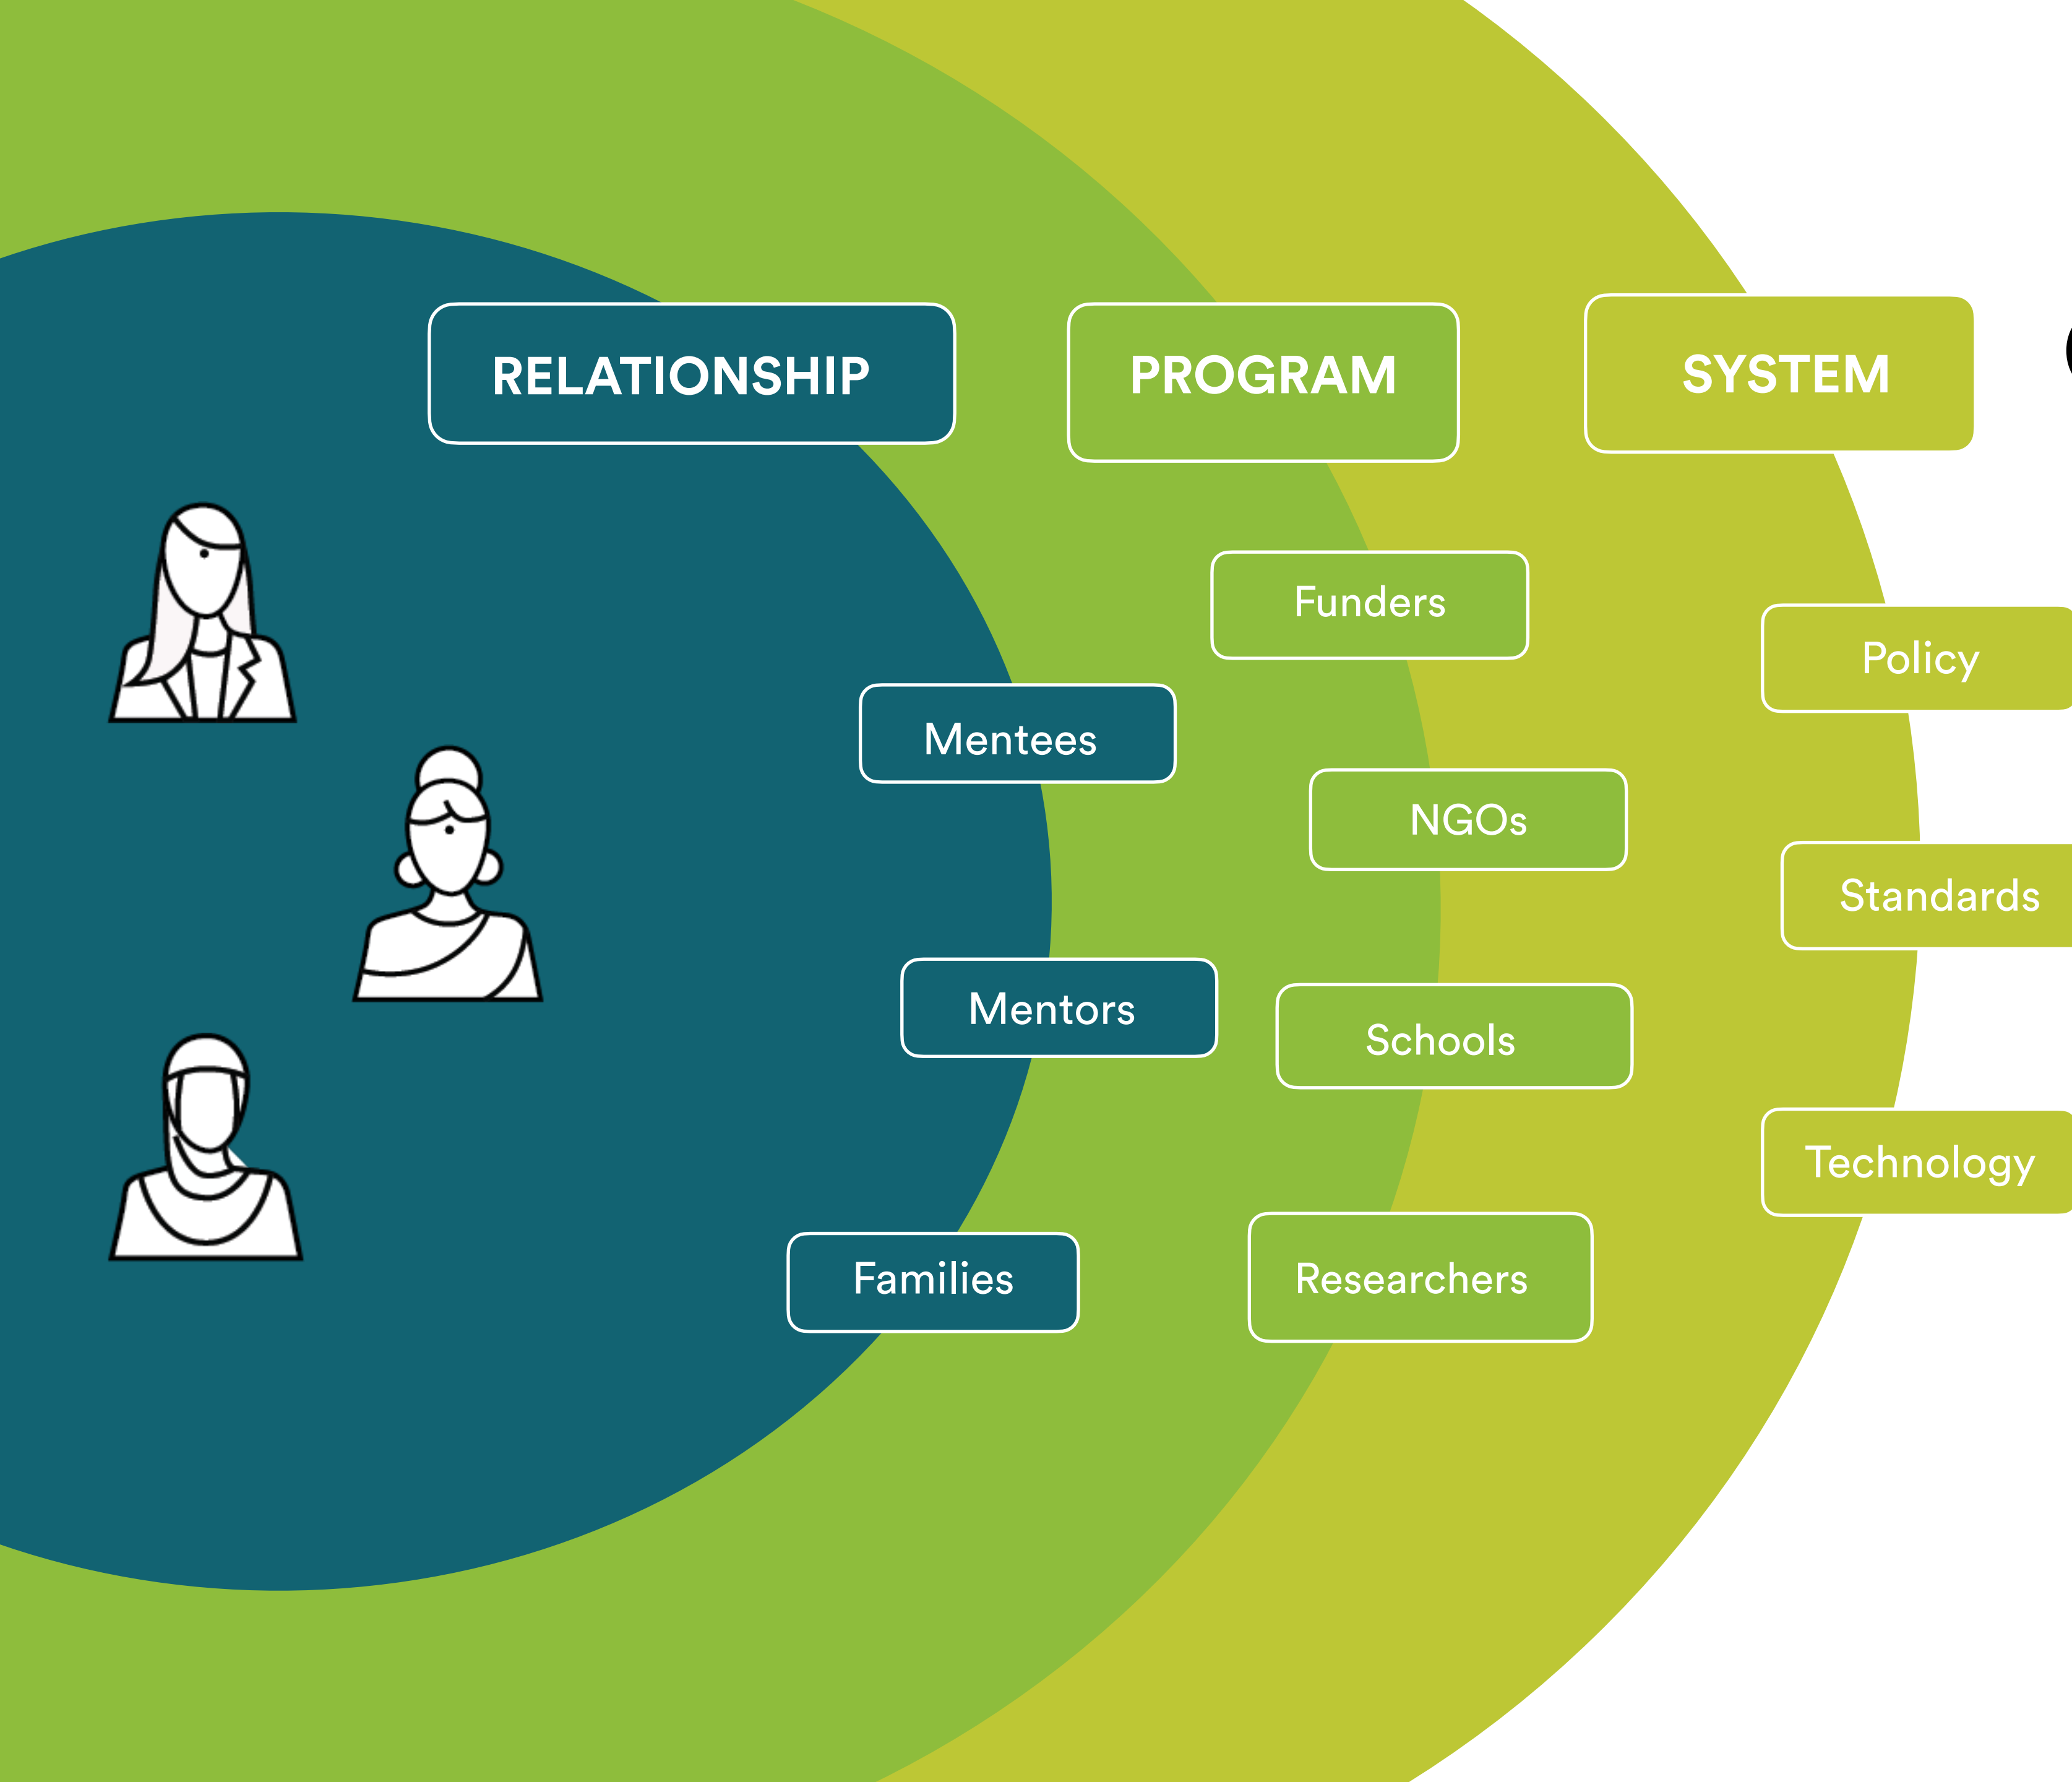 RELATIONSHIP
PROGRAM
SYSTEM
Funders
Policy
Mentees
NGOs
Standards
Mentors
Schools
Technology
Families
Researchers